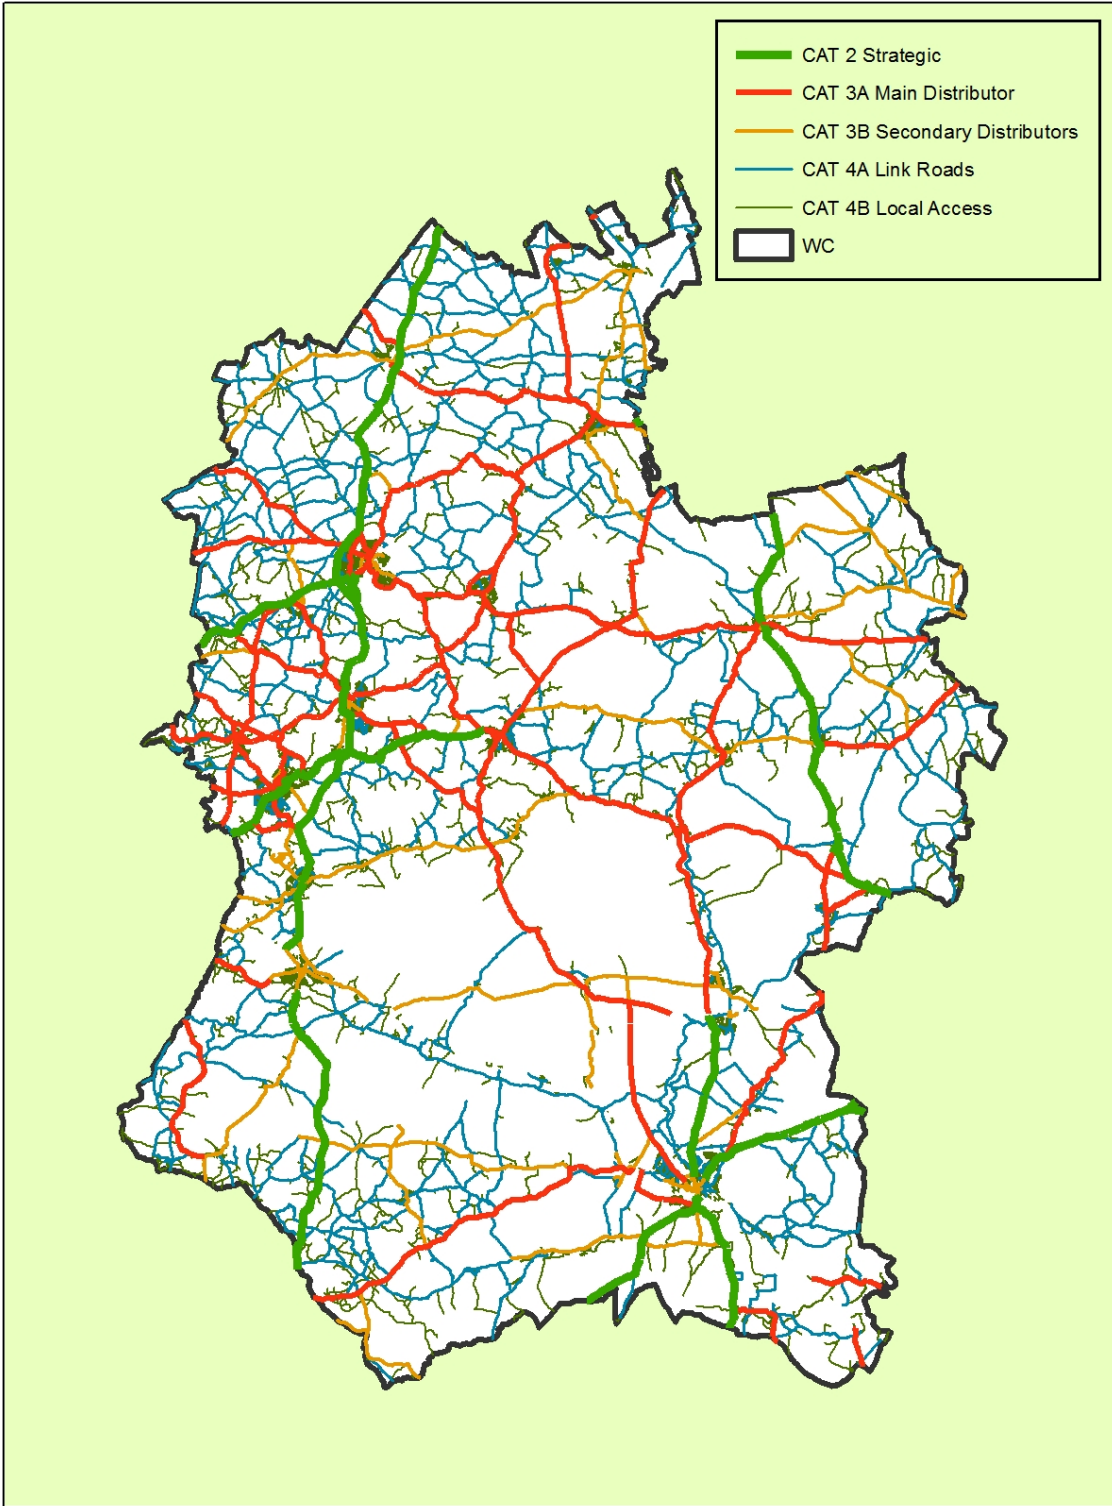 CAT 2 Strategic
CAT 3A Main Distributor
CAT 3B Secondary Distributors
CAT 4A Link Roads
CAT 4B Local Access
WC